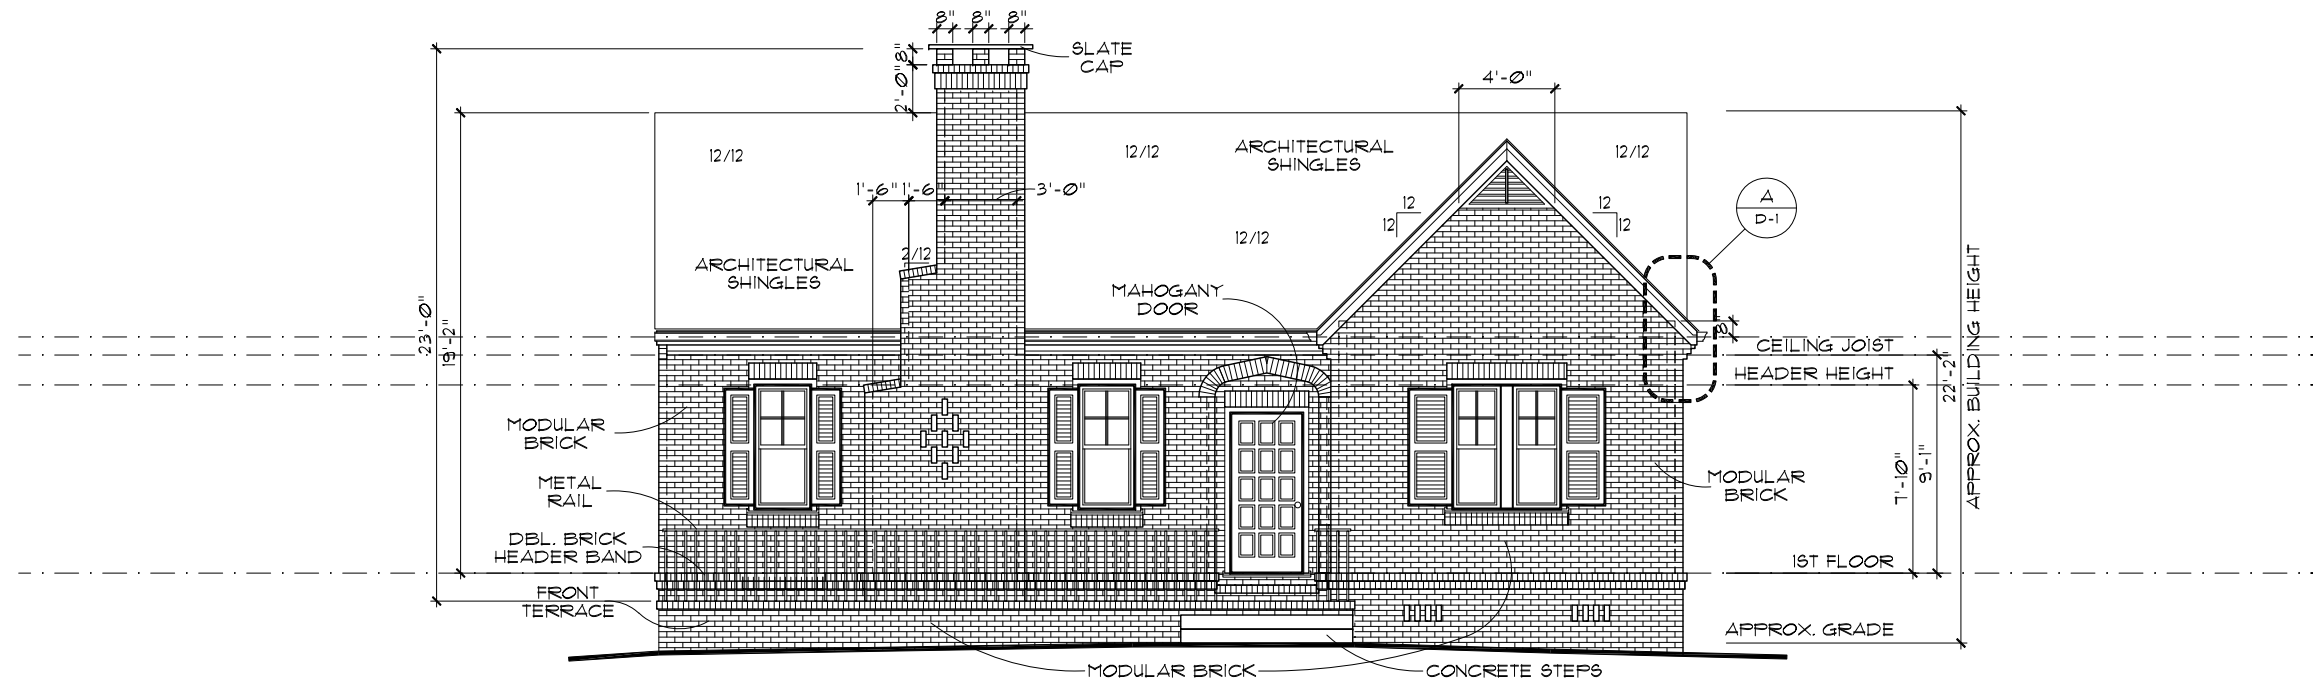 8" 8" 8"
SLATE
CAP
8"
2'-0"
4'-0"
12/12
12/12
ARCHITECTURAL
SHINGLES
12/12
1'-6" 1'-6" 3'-0"
A
D-1
12
12
12
12
12/12
2/12
ARCHITECTURAL
SHINGLES
MAHOGANY
DOOR
23'-0"
19'-2"
8"
CEILING JOIST
HEADER HEIGHT
22'-2"
APPROX. BUILDING HEIGHT
MODULAR
BRICK
METAL
RAIL
MODULAR
BRICK
7'-10"
9'-1"
DBL. BRICK
HEADER BAND
1ST FLOOR
FRONT
TERRACE
APPROX. GRADE
MODULAR BRICK
CONCRETE STEPS